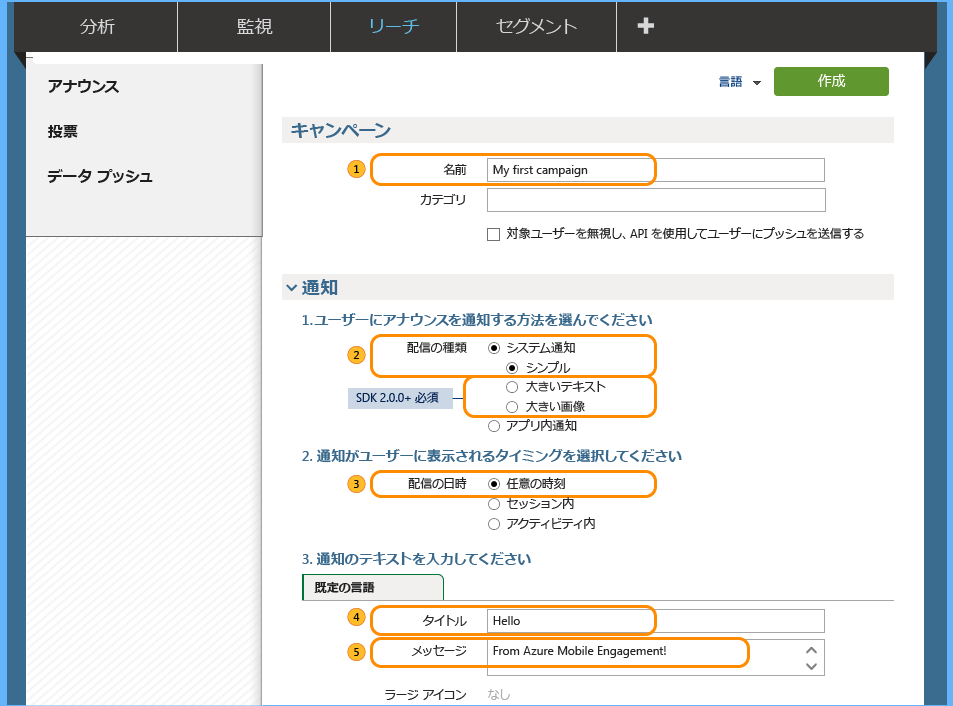 分析 監視 リーチ セグメント
アナウンス
投票
データ プッシュ
言語 作成
キャンペーン
1 名前 My first campaign
カテゴリ
対象ユーザーを無視し、API を使用してユーザーにプッシュを送信する
通知
1.ユーザーにアナウンスを通知する方法を選んでください
2 配信の種類 システム通知
シンプル
SDK 2.0.0+ 必須 大きいテキスト
大きい画像
アプリ内通知
2. 通知がユーザーに表示されるタイミングを選択してください
3 配信の日時 任意の時刻
セッション内
アクティビティ内
3. 通知のテキストを入力してください
既定の言語
4 タイトル Hello
5 メッセージ From Azure Mobile Engagement!
ラージ アイコン なし